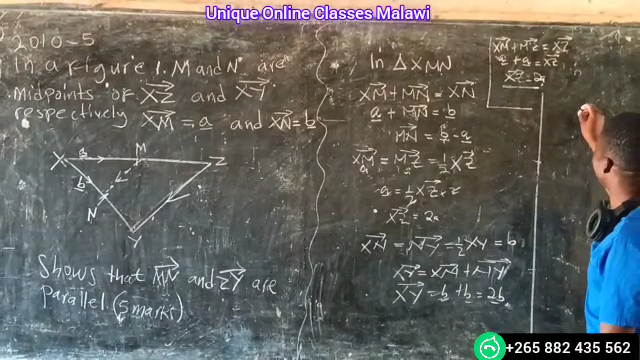 Unique Online Classes Malawi
2010-5
In a figure 1. M and N are
midpoints of XZ and XY
respectively XM = a and XN = b
X a M Z
b
N
Y
Shows that MN and ZY are
parallel. (5 marks)
In △XMN
XM + MN = XN
a + MN = b
MN = b - a
XM = MZ = 1/2 XZ
a = 1/2 XZ
XZ = 2a
XN = NY = 1/2 XY = b
XY = XN + NY
XY = b + b = 2b
XM + MZ = XZ
a + a = XZ
XZ = 2a
+265 882 435 562